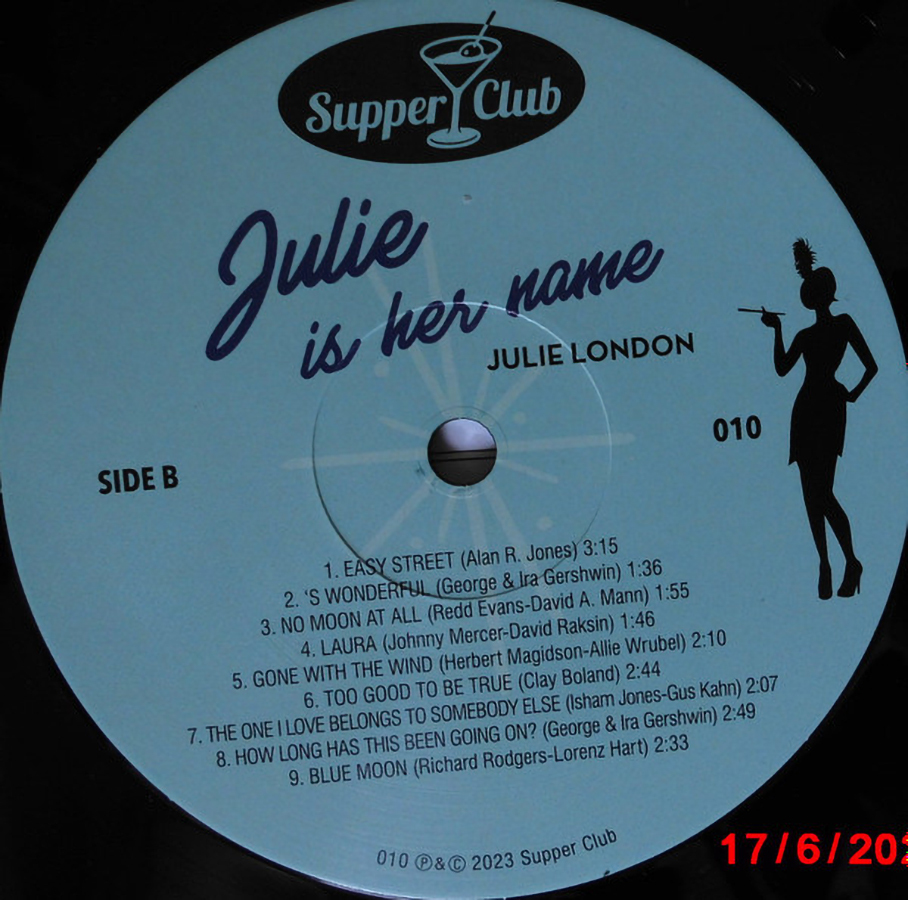 Supper Club
Julie
is her name
JULIE LONDON
010
SIDE B
1. EASY STREET (Alan R. Jones) 3:15
2. 'S WONDERFUL (George & Ira Gershwin) 1:36
3. NO MOON AT ALL (Redd Evans-David A. Mann) 1:55
4. LAURA (Johnny Mercer-David Raksin) 1:46
5. GONE WITH THE WIND (Herbert Magidson-Allie Wrubel) 2:10
6. TOO GOOD TO BE TRUE (Clay Boland) 2:44
7. THE ONE I LOVE BELONGS TO SOMEBODY ELSE (Isham Jones-Gus Kahn) 2:07
8. HOW LONG HAS THIS BEEN GOING ON? (George & Ira Gershwin) 2:49
9. BLUE MOON (Richard Rodgers-Lorenz Hart) 2:33
010 ℗&© 2023 Supper Club
17/6/202